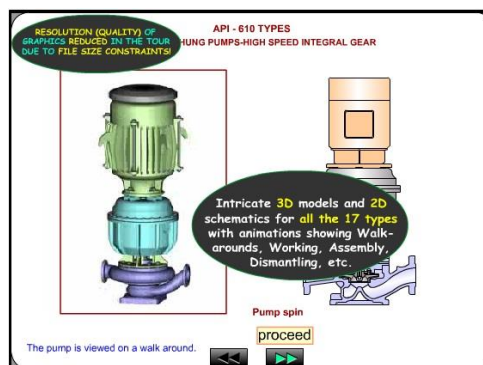 RESOLUTION (QUALITY) OF
GRAPHICS REDUCED IN THE TOUR
DUE TO FILE SIZE CONSTRAINTS!
API - 610 TYPES
HUNG PUMPS-HIGH SPEED INTEGRAL GEAR
Intricate 3D models and 2D
schematics for all the 17 types
with animations showing Walk-
arounds, Working, Assembly,
Dismantling, etc.
Pump spin
proceed
The pump is viewed on a walk around.